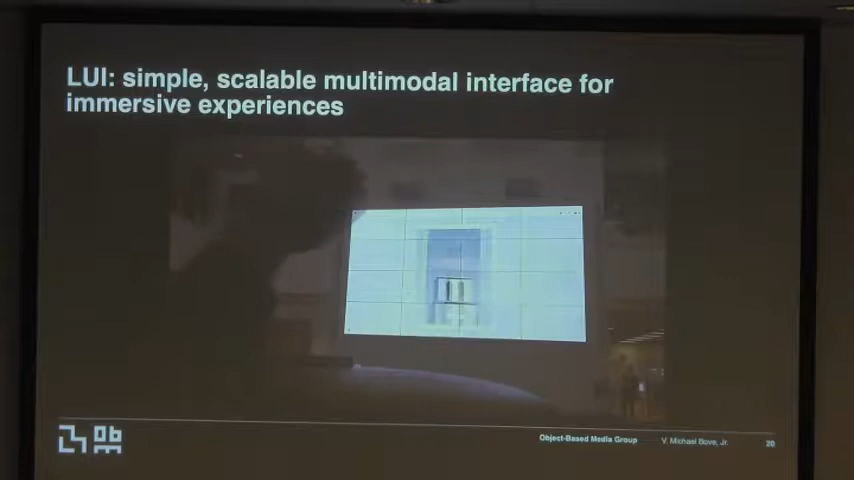 LUI: simple, scalable multimodal interface for
immersive experiences
Object-Based Media Group
V. Michael Bove, Jr.
20